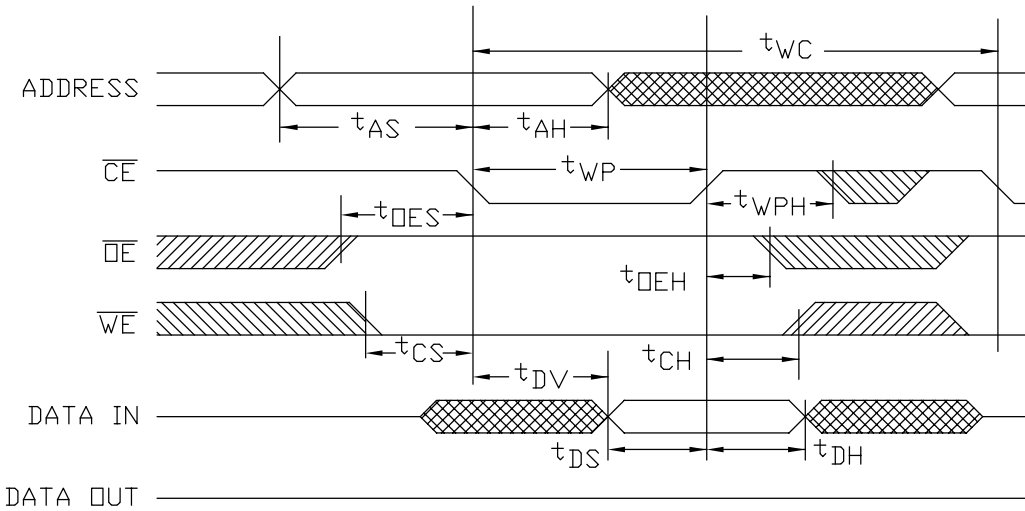 tWC
ADDRESS
tAS
tAH
CE
tWP
tWPH
tOES
OE
tOEH
WE
tCS
tCH
tDV
DATA IN
tDS
tDH
DATA OUT